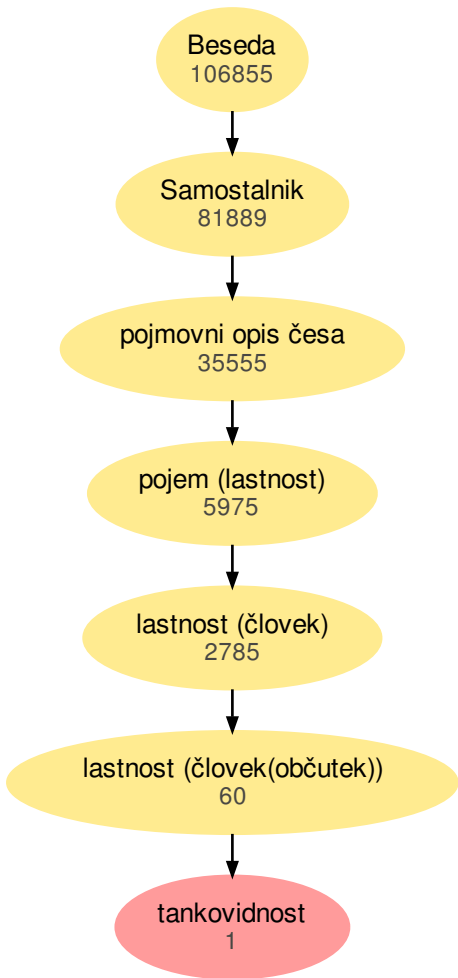 Beseda
106855
Samostalnik
81889
pojmovni opis česa
35555
pojem (lastnost)
5975
lastnost (človek)
2785
lastnost (človek(občutek))
60
tankovidnost
1